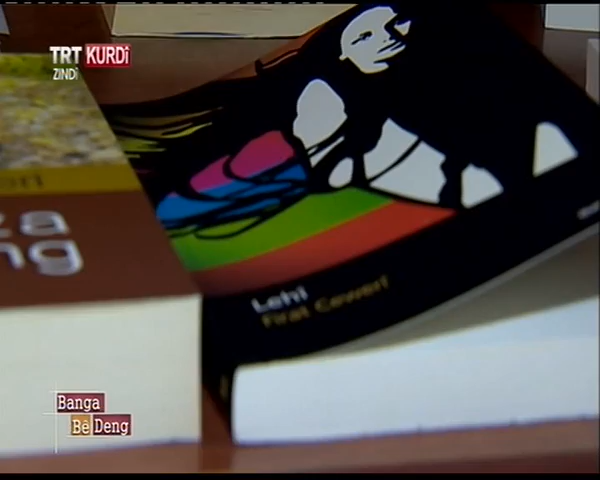 TRT KURDÎ
ZINDÎ
Lehî
Firat Cewerî
Banga
Bê Deng